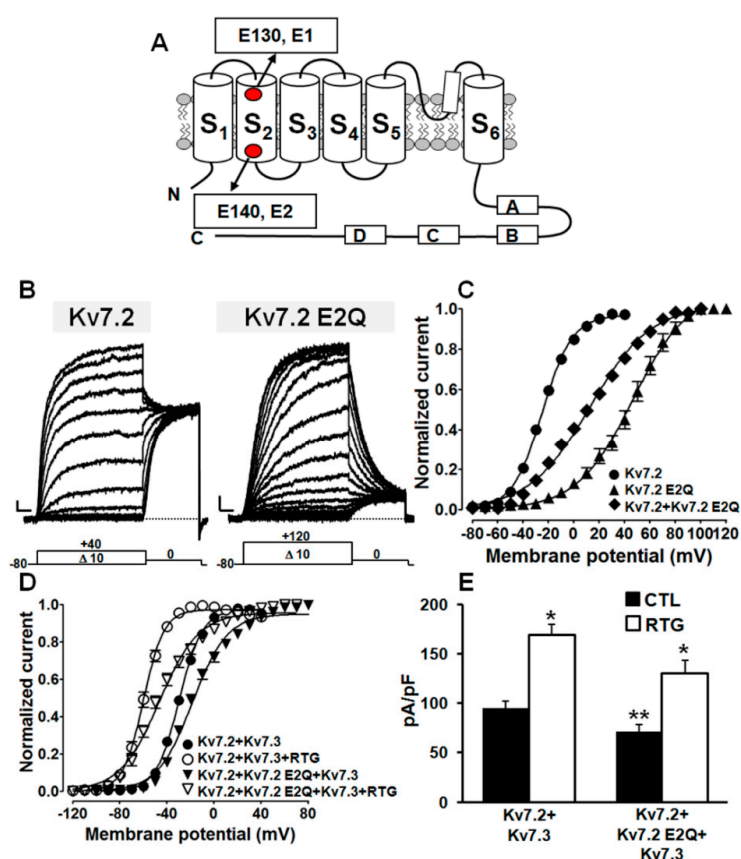 A
E130, E1
S1 S2 S3 S4 S5 S6
N
E140, E2
C
D C B A
B
Kv7.2
Kv7.2 E2Q
+40
Δ 10
-80
0
+120
Δ 10
-80
0
C
Normalized current
1.0
0.8
0.6
0.4
0.2
0.0
Kv7.2
Kv7.2 E2Q
Kv7.2+Kv7.2 E2Q
-80 -60 -40 -20 0 20 40 60 80 100 120
Membrane potential (mV)
D
Normalized current
1.0
0.8
0.6
0.4
0.2
0.0
Kv7.2+Kv7.3
Kv7.2+Kv7.3+RTG
Kv7.2+Kv7.2 E2Q+Kv7.3
Kv7.2+Kv7.2 E2Q+Kv7.3+RTG
-120 -80 -40 0 40 80
Membrane potential (mV)
E
pA/pF
200
150
100
50
0
CTL
RTG
*
**
*
Kv7.2+
Kv7.3
Kv7.2+
Kv7.2 E2Q+
Kv7.3